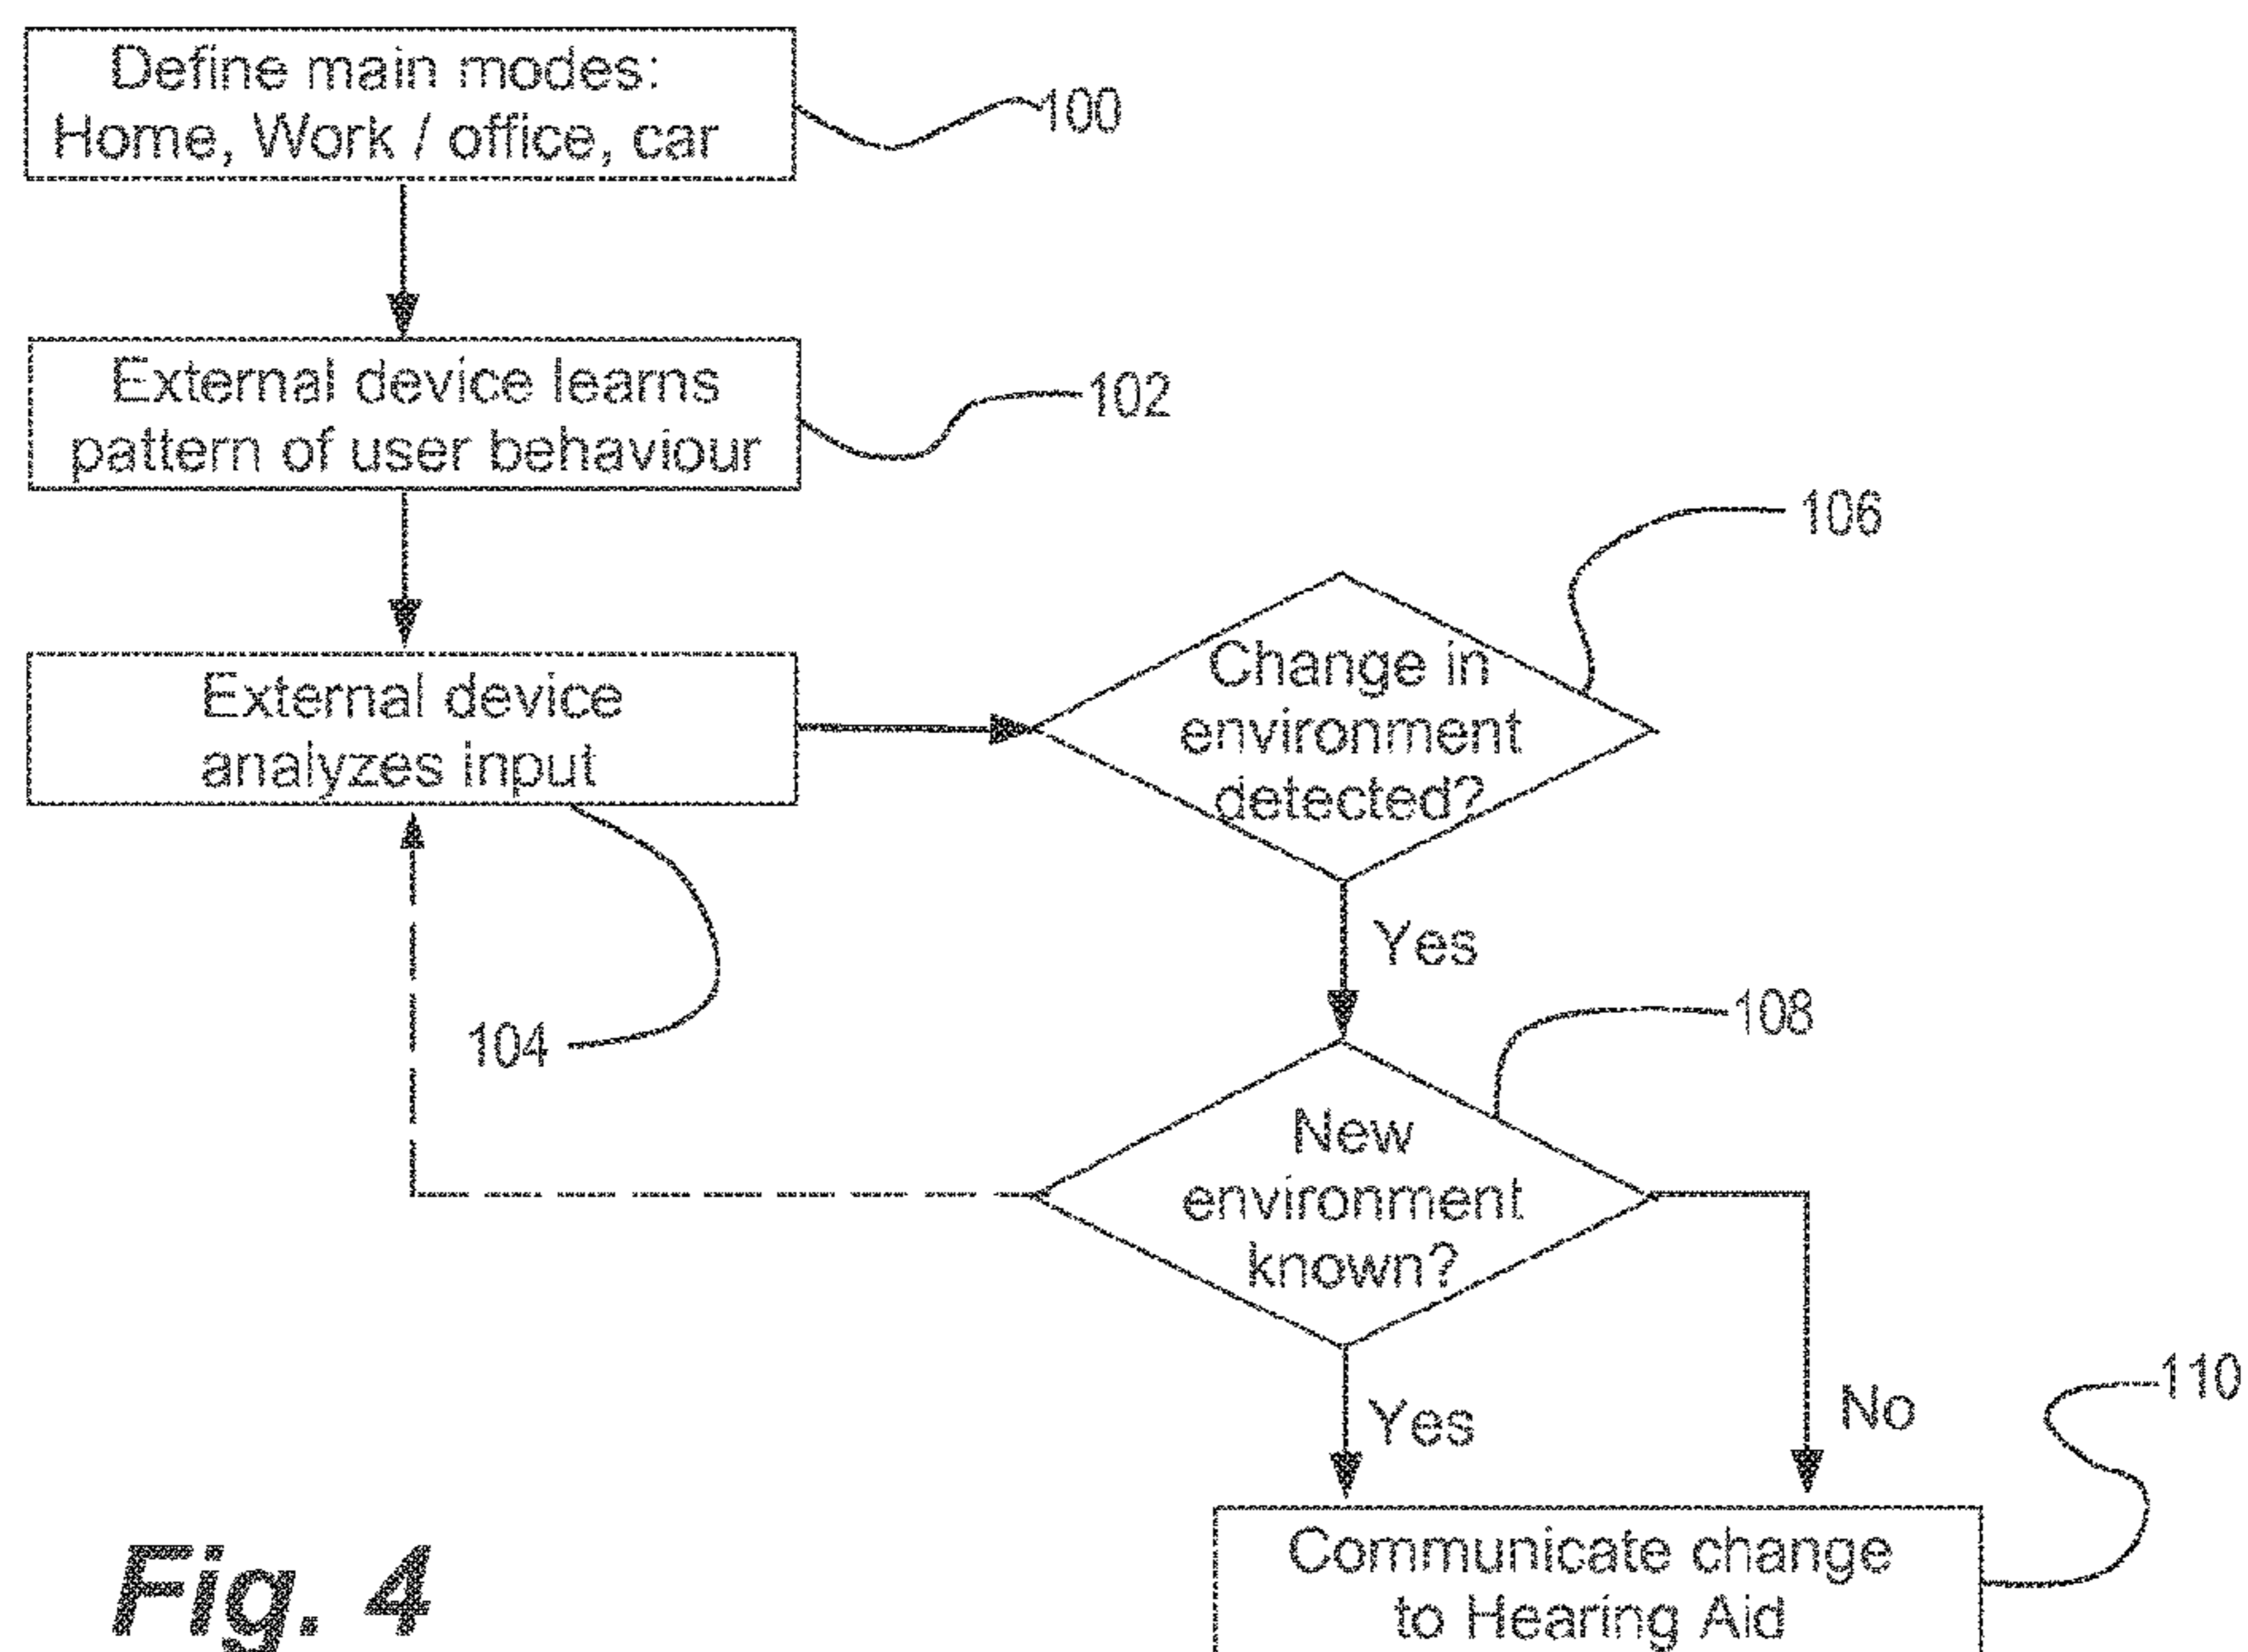 Define main modes:
Home, Work / office, car
100
External device learns
pattern of user behaviour
102
106
External device
analyzes input
Change in
environment
detected?
Yes
104
108
New
environment
known?
Yes
No
110
Communicate change
to Hearing Aid
Fig. 4